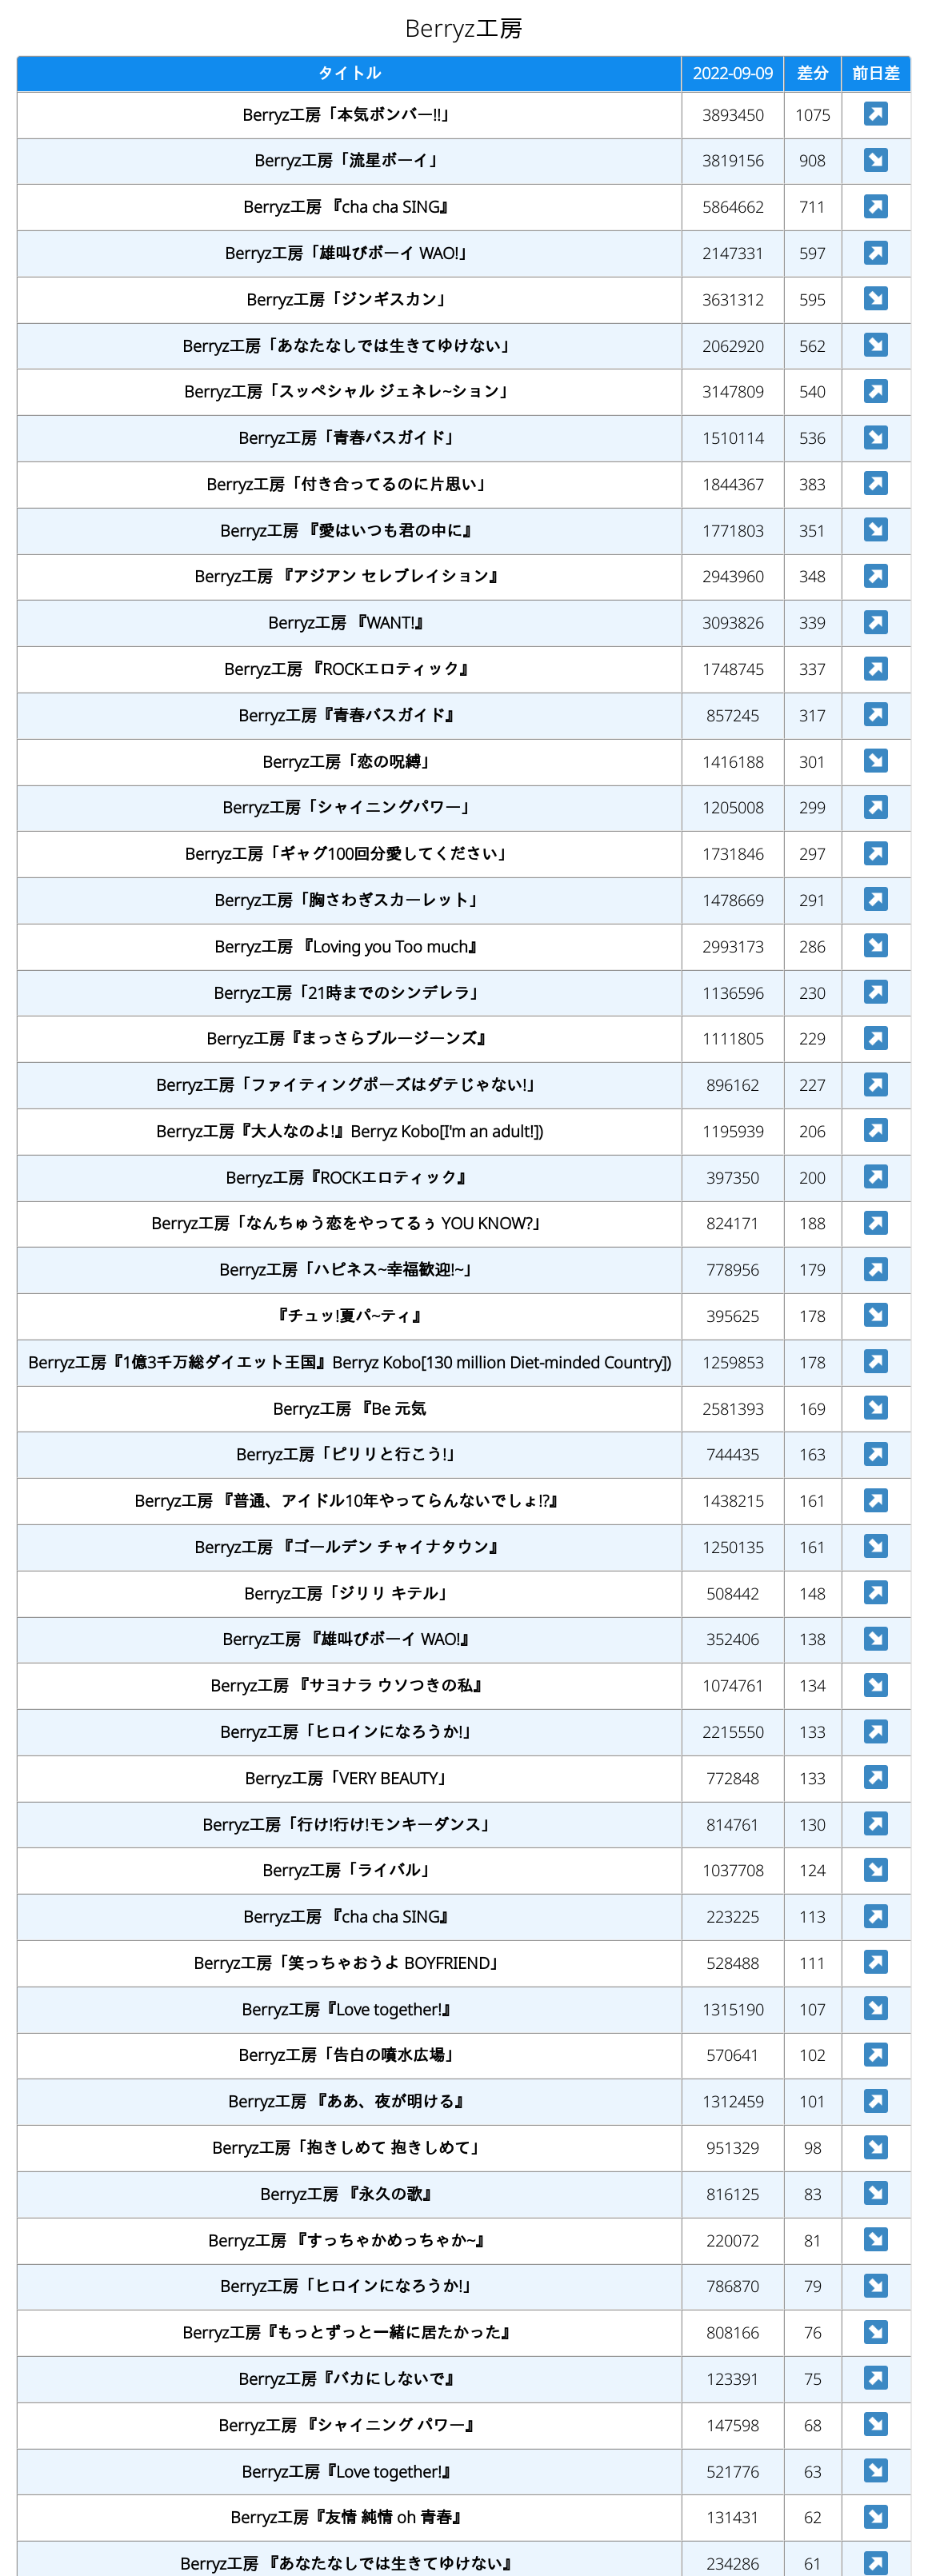 Berryz工房
タイトル 2022-09-09 差分 前日差
Berryz工房「本気ボンバー!!」 3893450 1075 ↗
Berryz工房「流星ボーイ」 3819156 908 ↘
Berryz工房 『cha cha SING』 5864662 711 ↗
Berryz工房「雄叫びボーイ WAO!」 2147331 597 ↗
Berryz工房「ジンギスカン」 3631312 595 ↘
Berryz工房「あなたなしでは生きてゆけない」 2062920 562 ↘
Berryz工房「スッペシャル ジェネレ~ション」 3147809 540 ↗
Berryz工房「青春バスガイド」 1510114 536 ↘
Berryz工房「付き合ってるのに片思い」 1844367 383 ↗
Berryz工房 『愛はいつも君の中に』 1771803 351 ↘
Berryz工房 『アジアン セレブレイション』 2943960 348 ↗
Berryz工房 『WANT!』 3093826 339 ↗
Berryz工房 『ROCKエロティック』 1748745 337 ↗
Berryz工房『青春バスガイド』 857245 317 ↗
Berryz工房「恋の呪縛」 1416188 301 ↘
Berryz工房「シャイニングパワー」 1205008 299 ↗
Berryz工房「ギャグ100回分愛してください」 1731846 297 ↗
Berryz工房「胸さわぎスカーレット」 1478669 291 ↗
Berryz工房 『Loving you Too much』 2993173 286 ↘
Berryz工房「21時までのシンデレラ」 1136596 230 ↗
Berryz工房『まっさらブルージーンズ』 1111805 229 ↗
Berryz工房「ファイティングポーズはダテじゃない!」 896162 227 ↗
Berryz工房『大人なのよ!』Berryz Kobo[I'm an adult!]) 1195939 206 ↗
Berryz工房『ROCKエロティック』 397350 200 ↗
Berryz工房「なんちゅう恋をやってるぅ YOU KNOW?」 824171 188 ↗
Berryz工房「ハピネス~幸福歓迎!~」 778956 179 ↗
『チュッ!夏パ~ティ』 395625 178 ↘
Berryz工房『1億3千万総ダイエット王国』Berryz Kobo[130 million Diet-minded Country]) 1259853 178 ↗
Berryz工房 『Be 元気 2581393 169 ↘
Berryz工房「ピリリと行こう!」 744435 163 ↗
Berryz工房 『普通、アイドル10年やってらんないでしょ!?』 1438215 161 ↗
Berryz工房 『ゴールデン チャイナタウン』 1250135 161 ↘
Berryz工房「ジリリ キテル」 508442 148 ↗
Berryz工房 『雄叫びボーイ WAO!』 352406 138 ↘
Berryz工房 『サヨナラ ウソつきの私』 1074761 134 ↘
Berryz工房「ヒロインになろうか!」 2215550 133 ↗
Berryz工房「VERY BEAUTY」 772848 133 ↗
Berryz工房「行け!行け!モンキーダンス」 814761 130 ↗
Berryz工房「ライバル」 1037708 124 ↘
Berryz工房 『cha cha SING』 223225 113 ↗
Berryz工房「笑っちゃおうよ BOYFRIEND」 528488 111 ↗
Berryz工房『Love together!』 1315190 107 ↘
Berryz工房「告白の噴水広場」 570641 102 ↗
Berryz工房 『ああ、夜が明ける』 1312459 101 ↗
Berryz工房「抱きしめて 抱きしめて」 951329 98 ↘
Berryz工房 『永久の歌』 816125 83 ↘
Berryz工房 『すっちゃかめっちゃか~』 220072 81 ↘
Berryz工房「ヒロインになろうか!」 786870 79 ↘
Berryz工房『もっとずっと一緒に居たかった』 808166 76 ↘
Berryz工房『バカにしないで』 123391 75 ↗
Berryz工房 『シャイニング パワー』 147598 68 ↘
Berryz工房『Love together!』 521776 63 ↘
Berryz工房『友情 純情 oh 青春』 131431 62 ↘
Berryz工房 『あなたなしでは生きてゆけない』 234286 61 ↗